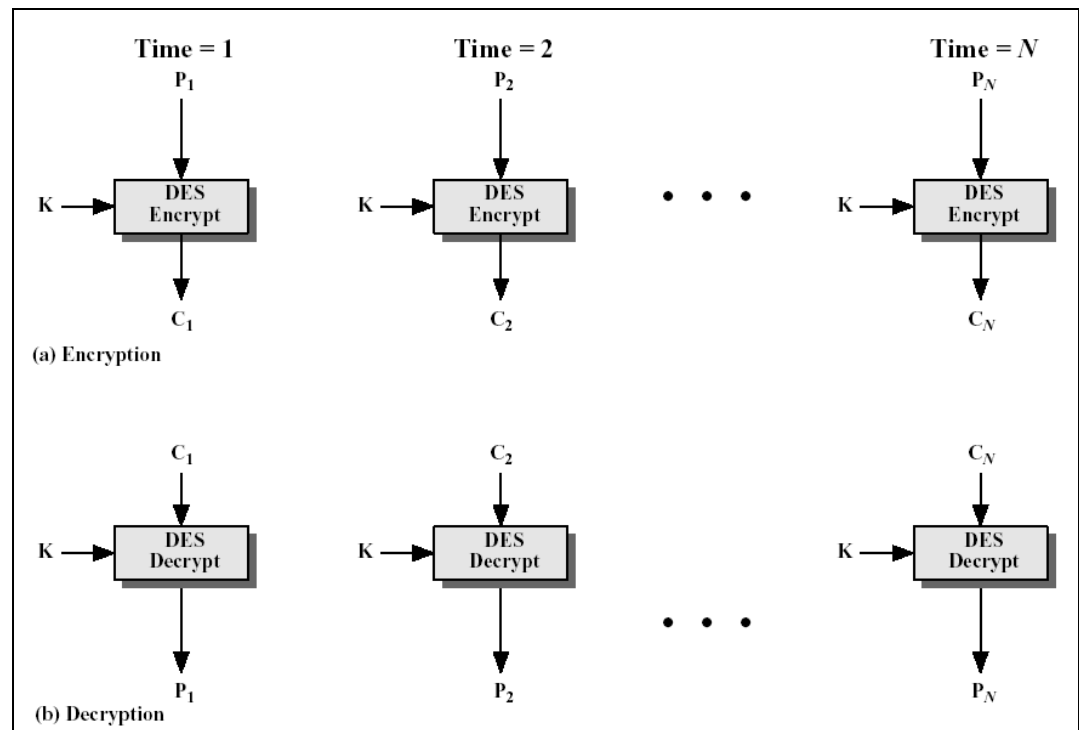 Time = 1 Time = 2 Time = N
P1 P2 PN
DES DES DES
K Encrypt K Encrypt K Encrypt
C1 C2 CN
(a) Encryption
C1 C2 CN
DES DES DES
K Decrypt K Decrypt K Decrypt
P1 P2 PN
(b) Decryption